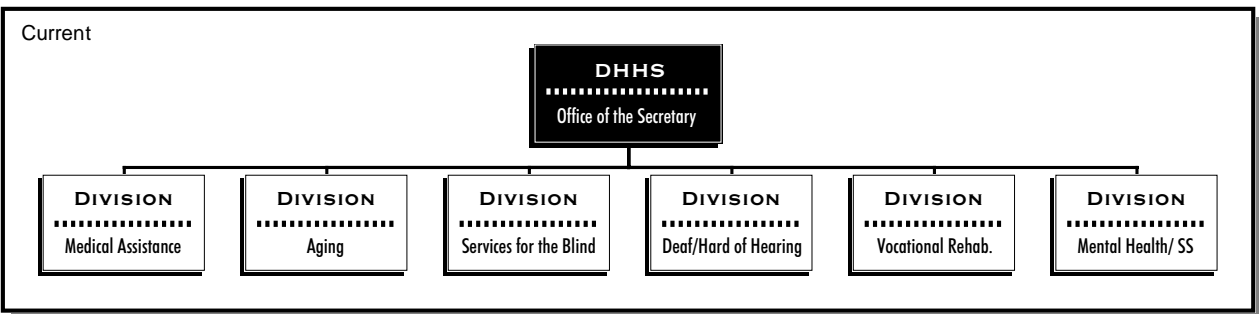 Current
DHHS
Office of the Secretary
Division
Medical Assistance
Division
Aging
Division
Services for the Blind
Division
Deaf/Hard of Hearing
Division
Vocational Rehab.
Division
Mental Health/ SS